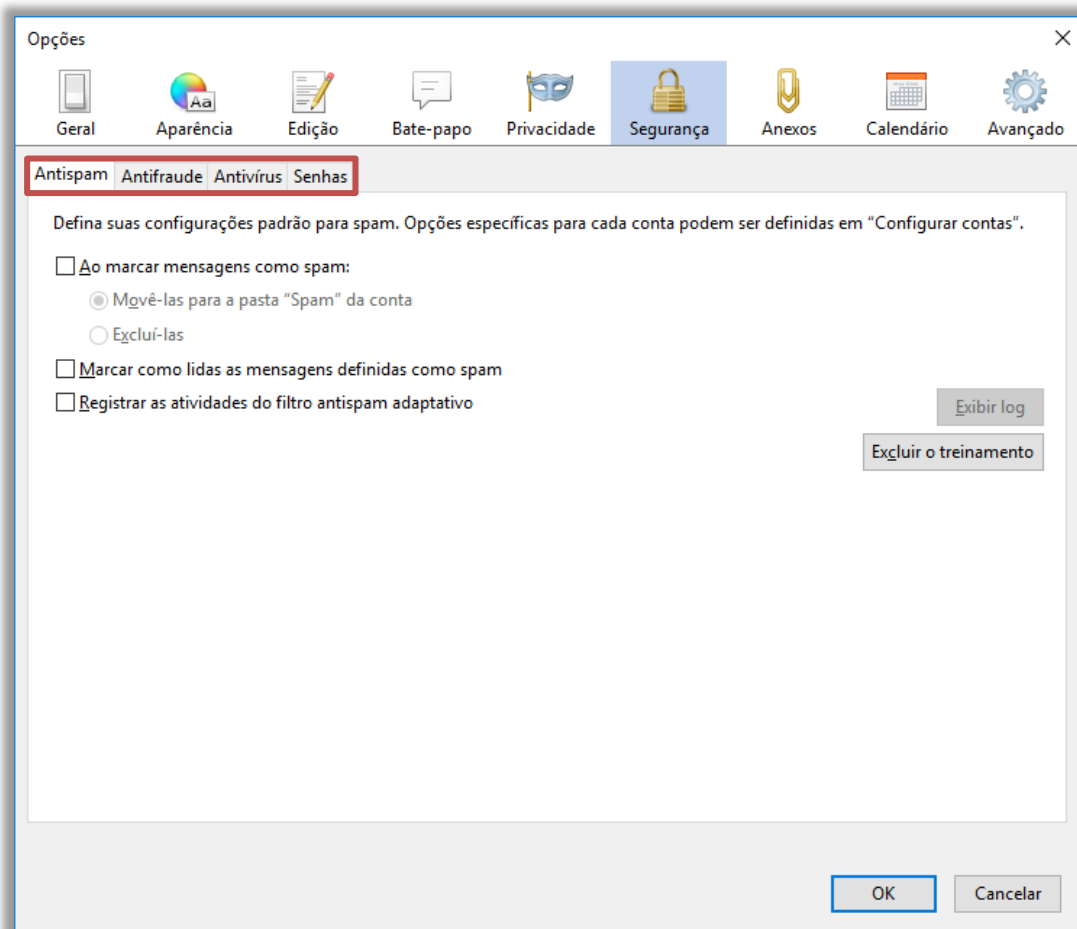 Opções
Geral Aparência Edição Bate-papo Privacidade Segurança Anexos Calendário Avançado
Antispam Antifraude Antivírus Senhas
Defina suas configurações padrão para spam. Opções específicas para cada conta podem ser definidas em “Configurar contas”.
Ao marcar mensagens como spam:
Movê-las para a pasta “Spam” da conta
Excluí-las
Marcar como lidas as mensagens definidas como spam
Registrar as atividades do filtro antispam adaptativo
Exibir log
Excluir o treinamento
OK Cancelar